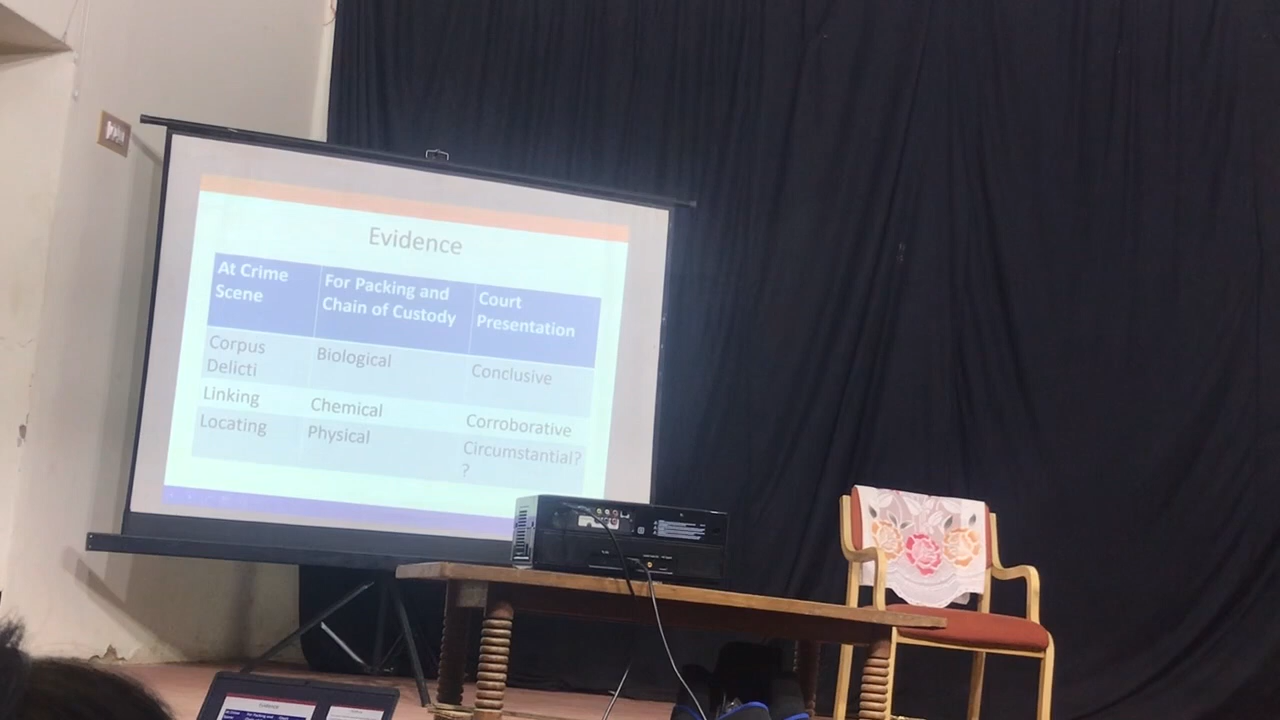 Evidence
At Crime
Scene
For Packing and
Chain of Custody
Court
Presentation
Corpus
Delicti
Biological
Conclusive
Linking
Chemical
Corroborative
Locating
Physical
Circumstantial?
?
Evidence